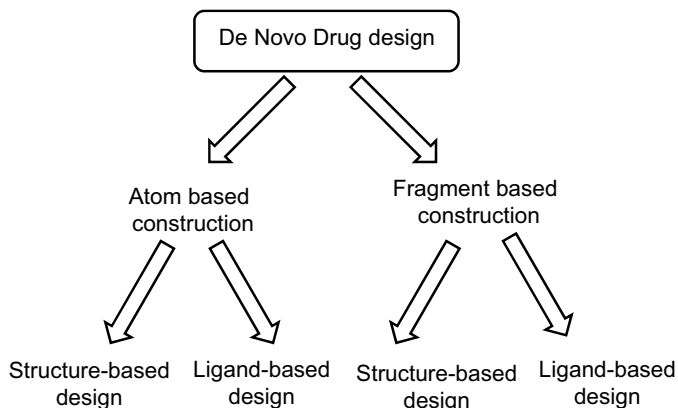 De Novo Drug design
Atom based
construction
Fragment based
construction
Structure-based
design
Ligand-based
design
Structure-based
design
Ligand-based
design